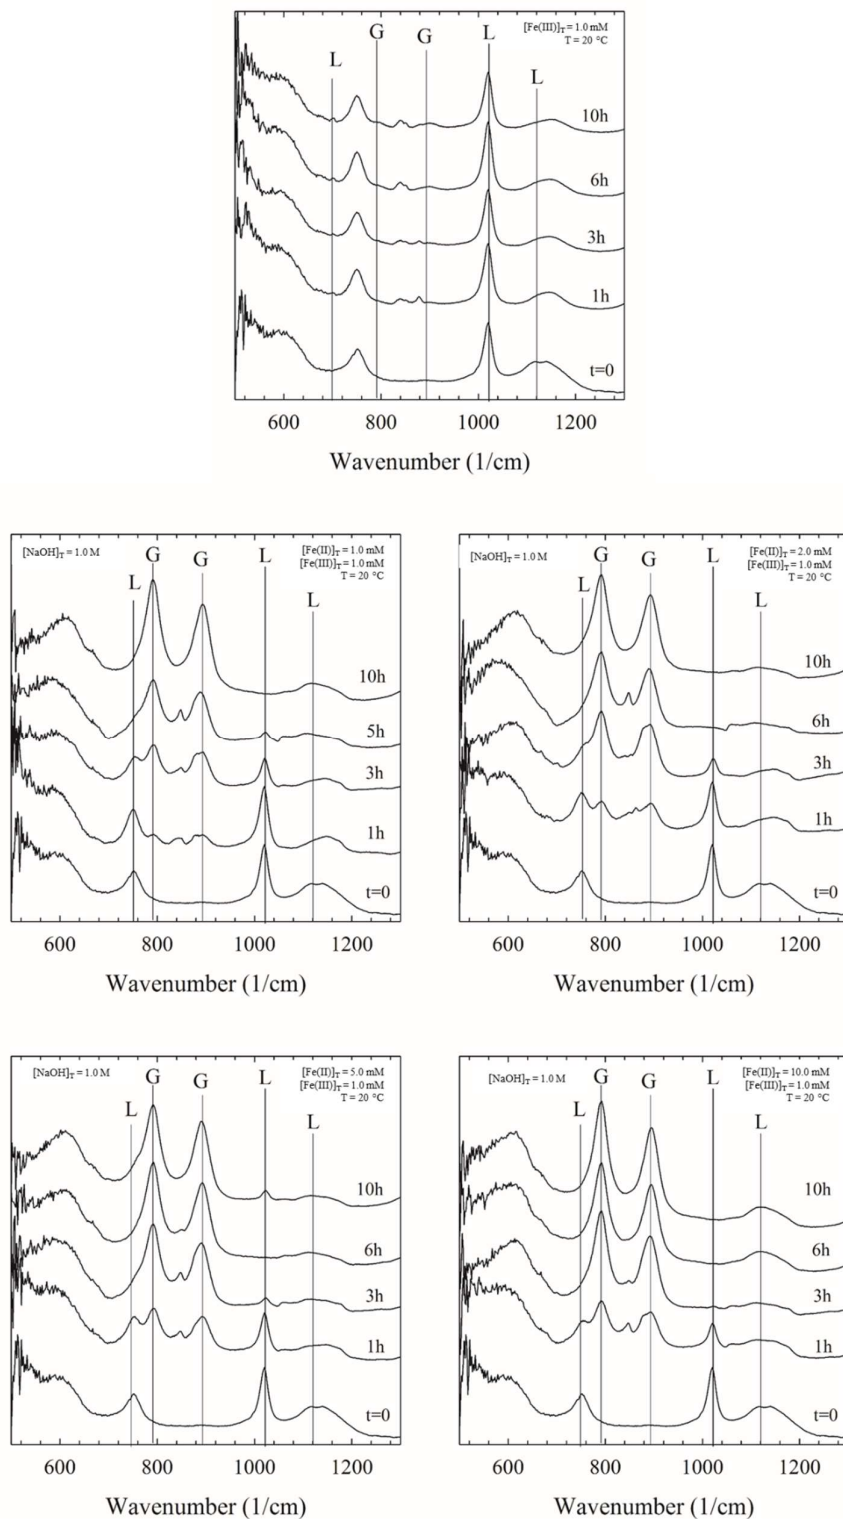 [Fe(III)]T = 1.0 mM
T = 20 °C
L G G L L
10h
6h
3h
1h
t=0
600 800 1000 1200
Wavenumber (1/cm)
[NaOH]T = 1.0 M
[Fe(II)]T = 1.0 mM
[Fe(III)]T = 1.0 mM
T = 20 °C
L G G L L
10h
5h
3h
1h
t=0
600 800 1000 1200
Wavenumber (1/cm)
[NaOH]T = 1.0 M
[Fe(II)]T = 2.0 mM
[Fe(III)]T = 1.0 mM
T = 20 °C
L G G L L
10h
6h
3h
1h
t=0
600 800 1000 1200
Wavenumber (1/cm)
[NaOH]T = 1.0 M
[Fe(II)]T = 5.0 mM
[Fe(III)]T = 1.0 mM
T = 20 °C
L G G L L
10h
6h
3h
1h
t=0
600 800 1000 1200
Wavenumber (1/cm)
[NaOH]T = 1.0 M
[Fe(II)]T = 10.0 mM
[Fe(III)]T = 1.0 mM
T = 20 °C
L G G L L
10h
6h
3h
1h
t=0
600 800 1000 1200
Wavenumber (1/cm)